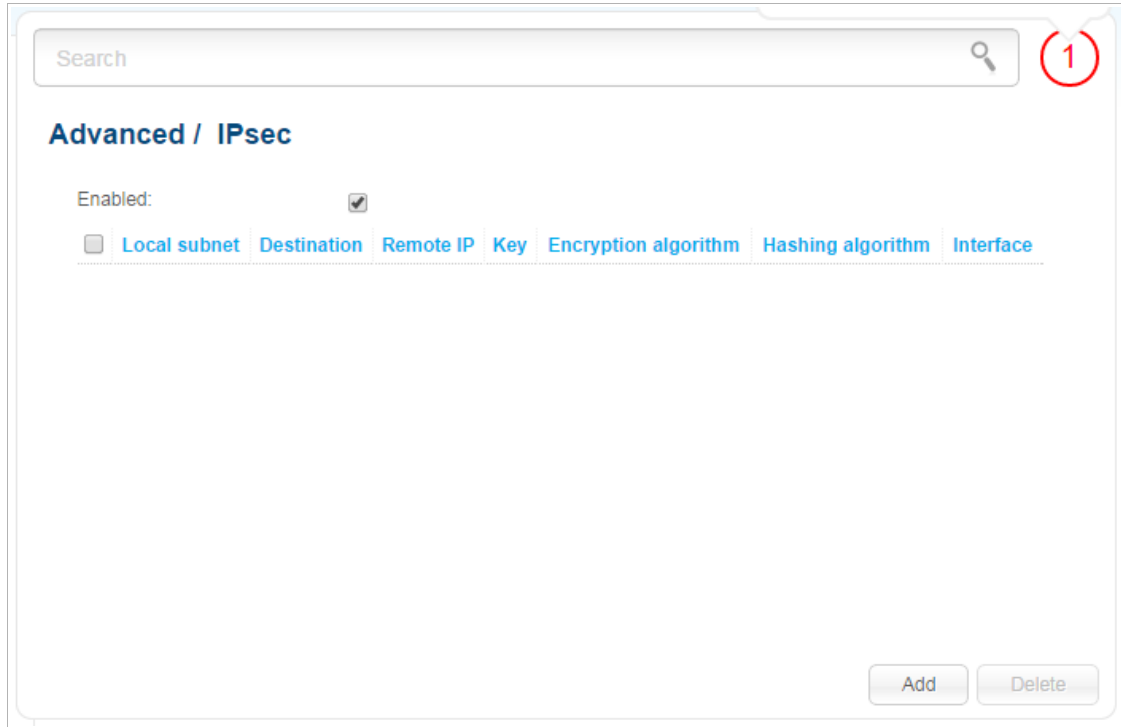 Search
1
Advanced / IPsec
Enabled:
Local subnet Destination Remote IP Key Encryption algorithm Hashing algorithm Interface
Add Delete